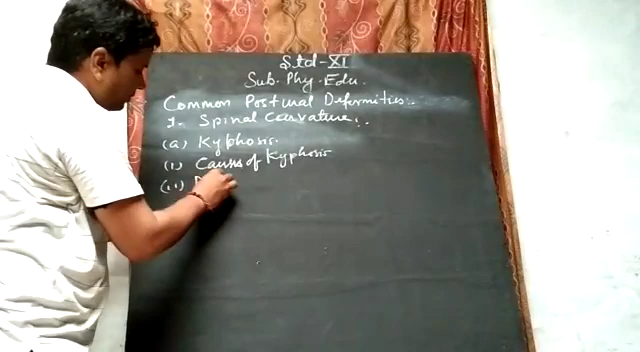 Std-XI
Sub. Phy. Edu.
Common Postural Deformities:.
1. Spinal Curvature:.
(a) Kyphosis.
(i) Causes of Kyphosis
(ii)